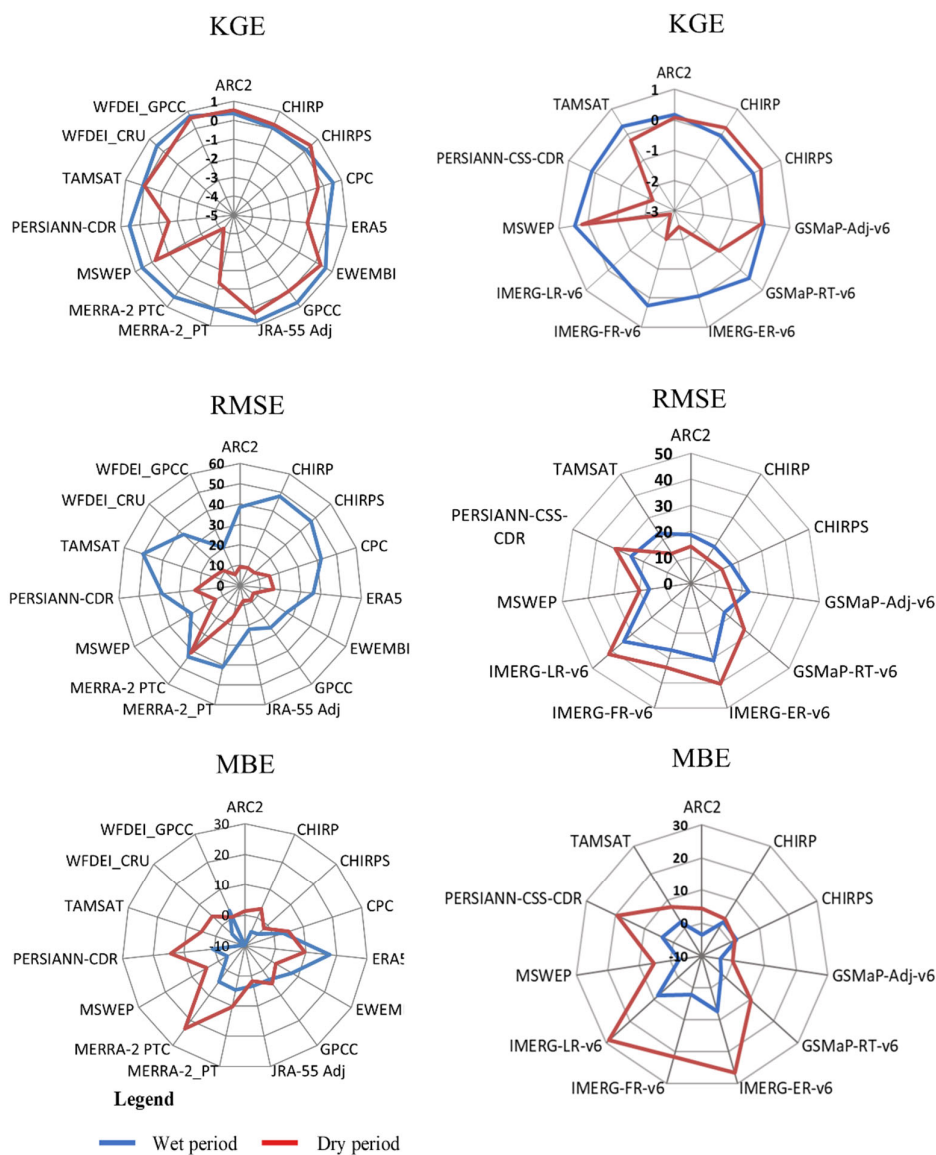 KGE
ARC2
CHIRP
CHIRPS
CPC
ERA5
EWEMBI
GPCC
JRA-55 Adj
MERRA-2_PT
MERRA-2 PTC
MSWEP
PERSIANN-CDR
TAMSAT
WFDEI_CRU
WFDEI_GPCC
1
0
-1
-2
-3
-4
-5
KGE
ARC2
CHIRP
CHIRPS
GSMaP-Adj-v6
GSMaP-RT-v6
IMERG-ER-v6
IMERG-FR-v6
IMERG-LR-v6
MSWEP
PERSIANN-CSS-CDR
TAMSAT
1
0
-1
-2
-3
RMSE
ARC2
CHIRP
CHIRPS
CPC
ERA5
EWEMBI
GPCC
JRA-55 Adj
MERRA-2_PT
MERRA-2 PTC
MSWEP
PERSIANN-CDR
TAMSAT
WFDEI_CRU
WFDEI_GPCC
60
50
40
30
20
10
0
RMSE
ARC2
CHIRP
CHIRPS
GSMaP-Adj-v6
GSMaP-RT-v6
IMERG-ER-v6
IMERG-FR-v6
IMERG-LR-v6
MSWEP
PERSIANN-CSS-
CDR
TAMSAT
50
40
30
20
10
0
MBE
ARC2
CHIRP
CHIRPS
CPC
ERA5
EWEM
GPCC
JRA-55 Adj
MERRA-2_PT
MERRA-2 PTC
MSWEP
PERSIANN-CDR
TAMSAT
WFDEI_CRU
WFDEI_GPCC
30
20
10
0
-10
MBE
ARC2
CHIRP
CHIRPS
GSMaP-Adj-v6
GSMaP-RT-v6
IMERG-ER-v6
IMERG-FR-v6
IMERG-LR-v6
MSWEP
PERSIANN-CSS-CDR
TAMSAT
30
20
10
0
-10
Legend
Wet period
Dry period